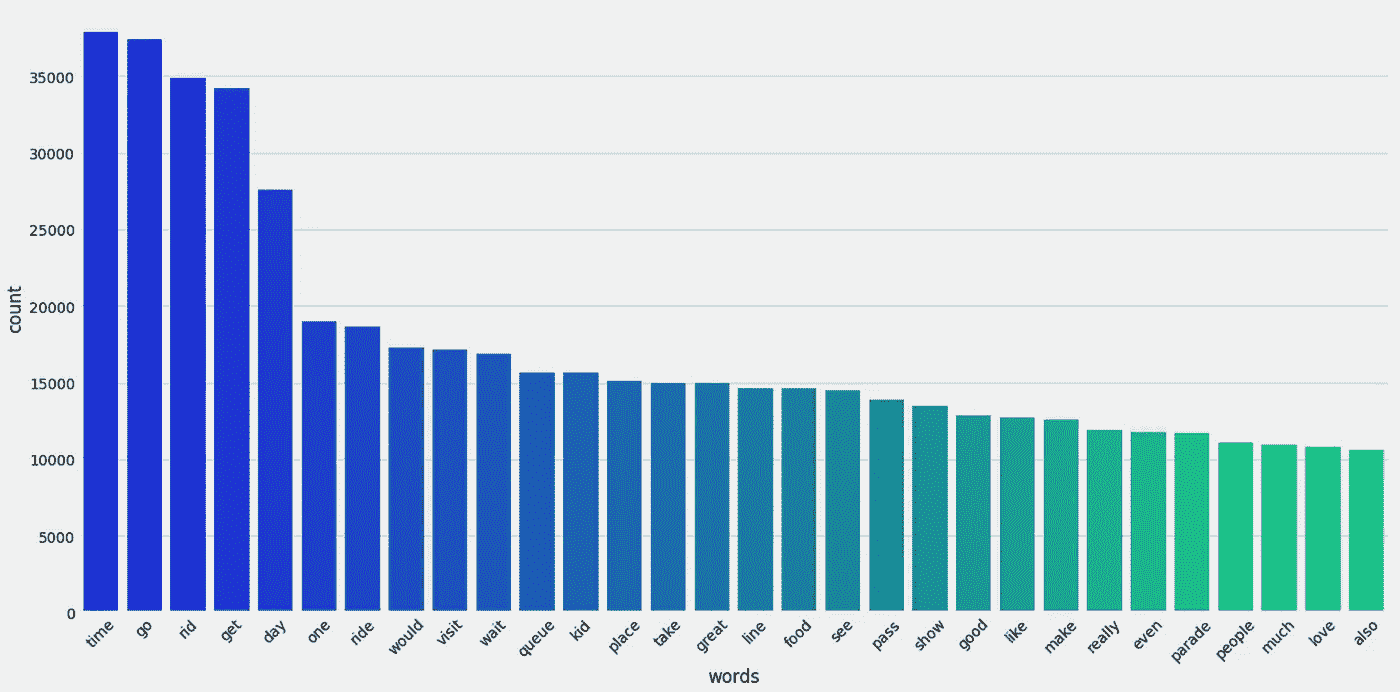 count
35000
30000
25000
20000
15000
10000
5000
0
time go rid get day one ride would visit wait queue kid place take great line food see pass show good like make really even parade people much love also
words